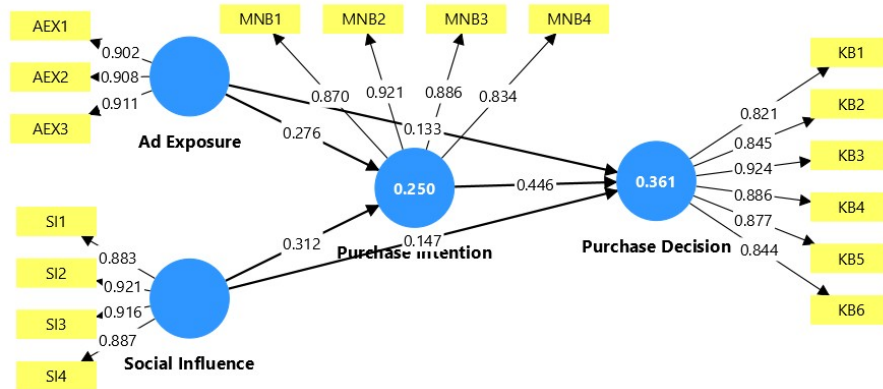 AEX1
AEX2
AEX3
0.902
0.908
0.911
Ad Exposure
MNB1
MNB2
MNB3
MNB4
0.870
0.921
0.886
0.834
0.276
0.133
0.250
Purchase Intention
0.446
0.312
0.147
0.361
Purchase Decision
KB1
KB2
KB3
KB4
KB5
KB6
0.821
0.845
0.924
0.886
0.877
0.844
SI1
SI2
SI3
SI4
0.883
0.921
0.916
0.887
Social Influence